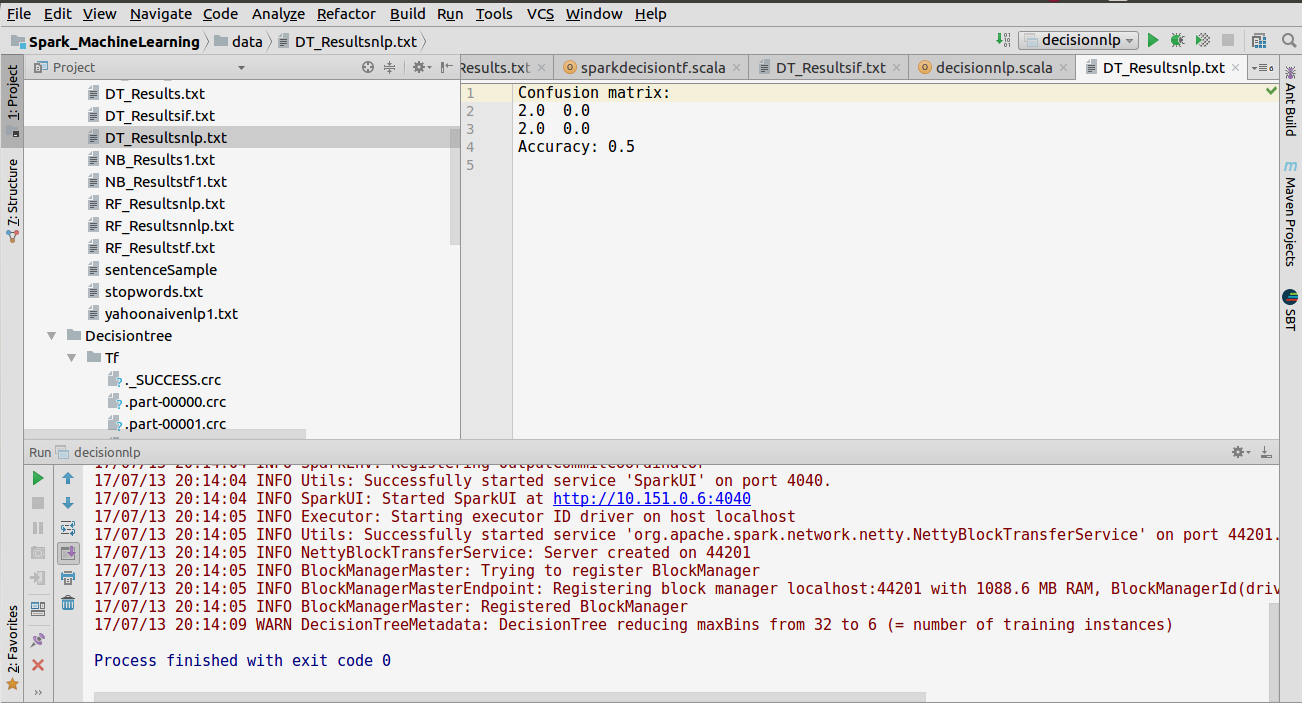 File Edit View Navigate Code Analyze Refactor Build Run Tools VCS Window Help
Spark_MachineLearning data DT_Resultsnlp.txt decisionnlp
Project
Results.txt sparkdecisiontf.scala DT_Resultsif.txt decisionnlp.scala DT_Resultsnlp.txt
1: Project
7: Structure
2: Favorites
DT_Results.txt
DT_Resultsif.txt
DT_Resultsnlp.txt
NB_Results1.txt
NB_Resultstf1.txt
RF_Resultsnlp.txt
RF_Resultsnnlp.txt
RF_Resultstf.txt
sentenceSample
stopwords.txt
yahoonaivenlp1.txt
Decisiontree
Tf
._SUCCESS.crc
.part-00000.crc
.part-00001.crc
1 Confusion matrix:
2 2.0 0.0
3 2.0 0.0
4 Accuracy: 0.5
5
Ant Build
Maven Projects
SBT
Run decisionnlp
17/07/13 20:14:04 INFO SparkEnv: Registering OutputCommitCoordinator
17/07/13 20:14:04 INFO Utils: Successfully started service 'SparkUI' on port 4040.
17/07/13 20:14:04 INFO SparkUI: Started SparkUI at http://10.151.0.6:4040
17/07/13 20:14:05 INFO Executor: Starting executor ID driver on host localhost
17/07/13 20:14:05 INFO Utils: Successfully started service 'org.apache.spark.network.netty.NettyBlockTransferService' on port 44201.
17/07/13 20:14:05 INFO NettyBlockTransferService: Server created on 44201
17/07/13 20:14:05 INFO BlockManagerMaster: Trying to register BlockManager
17/07/13 20:14:05 INFO BlockManagerMasterEndpoint: Registering block manager localhost:44201 with 1088.6 MB RAM, BlockManagerId(driv
17/07/13 20:14:05 INFO BlockManagerMaster: Registered BlockManager
17/07/13 20:14:09 WARN DecisionTreeMetadata: DecisionTree reducing maxBins from 32 to 6 (= number of training instances)
Process finished with exit code 0